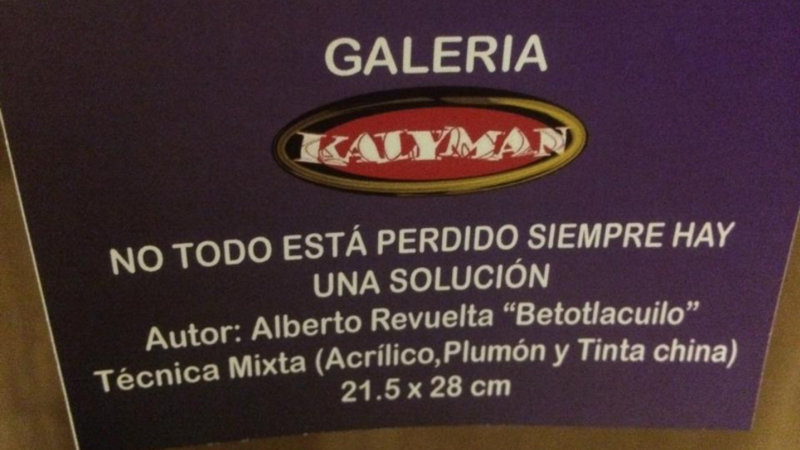 GALERIA
KALYMAN
NO TODO ESTÁ PERDIDO SIEMPRE HAY
UNA SOLUCIÓN
Autor: Alberto Revuelta “Betotlacuilo”
Técnica Mixta (Acrílico,Plumón y Tinta china)
21.5 x 28 cm